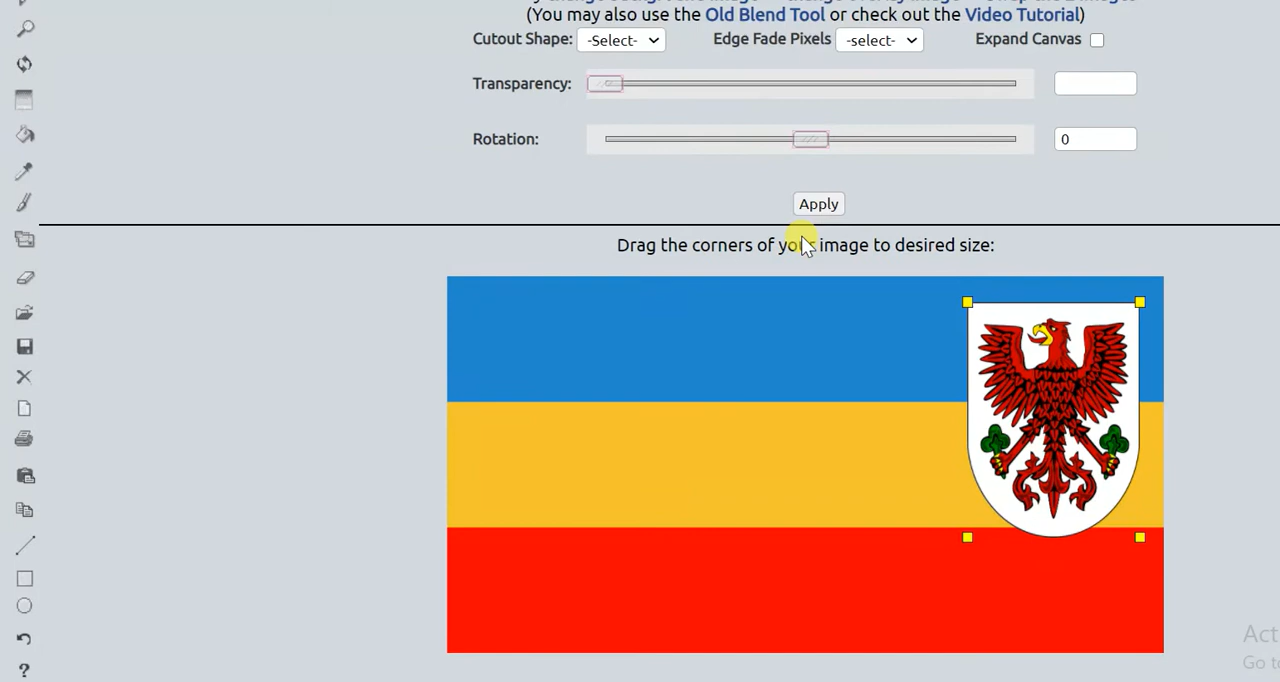 (You may also use the Old Blend Tool or check out the Video Tutorial)
Cutout Shape: -Select- Edge Fade Pixels -select- Expand Canvas
Transparency:
Rotation: 0
Apply
Drag the corners of your image to desired size:
Act
Go to
?